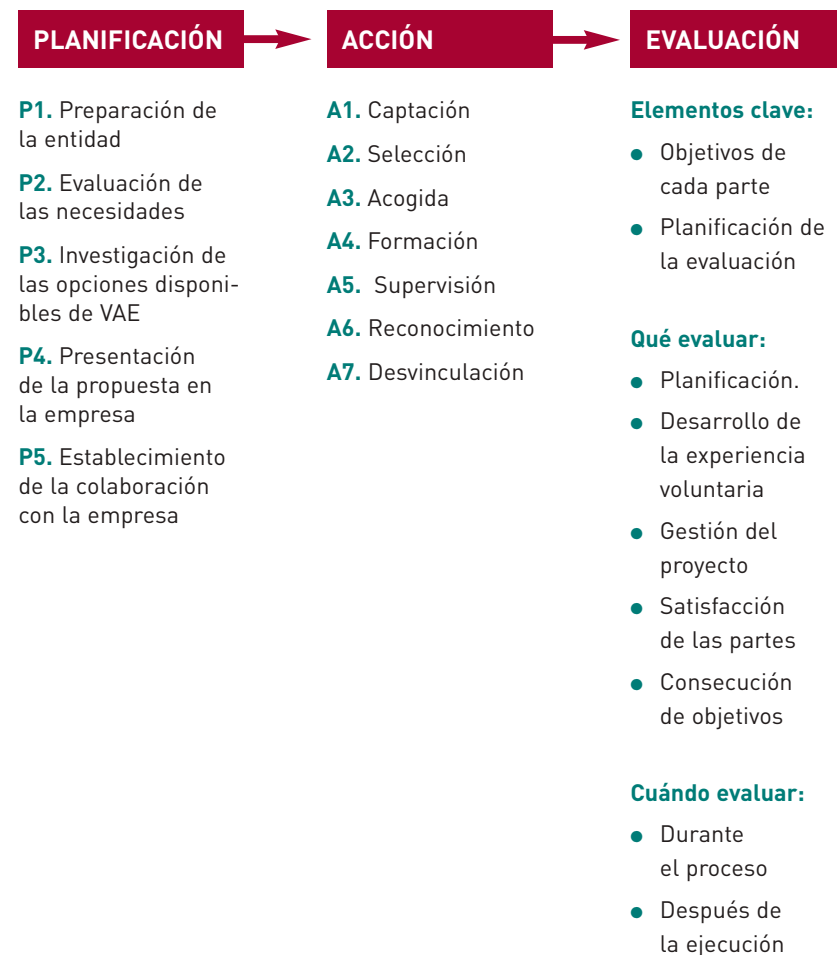 PLANIFICACIÓN
P1. Preparación de
la entidad
P2. Evaluación de
las necesidades
P3. Investigación de
las opciones disponi-
bles de VAE
P4. Presentación
de la propuesta en
la empresa
P5. Establecimiento
de la colaboración
con la empresa
ACCIÓN
A1. Captación
A2. Selección
A3. Acogida
A4. Formación
A5. Supervisión
A6. Reconocimiento
A7. Desvinculación
EVALUACIÓN
Elementos clave:
● Objetivos de
cada parte
● Planificación de
la evaluación
Qué evaluar:
● Planificación.
● Desarrollo de
la experiencia
voluntaria
● Gestión del
proyecto
● Satisfacción
de las partes
● Consecución
de objetivos
Cuándo evaluar:
● Durante
el proceso
● Después de
la ejecución